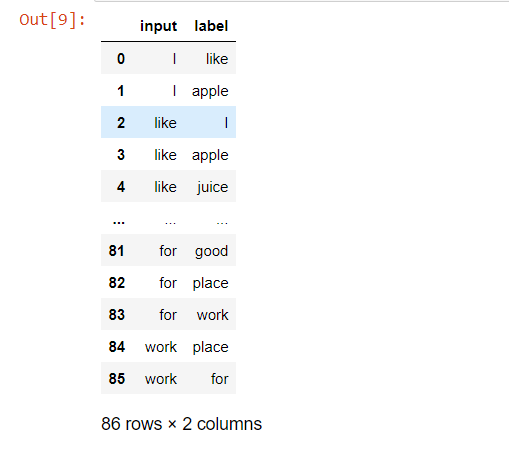 Out[9]:
input label
0 I like
1 I apple
2 like I
3 like apple
4 like juice
... ... ...
81 for good
82 for place
83 for work
84 work place
85 work for
86 rows × 2 columns